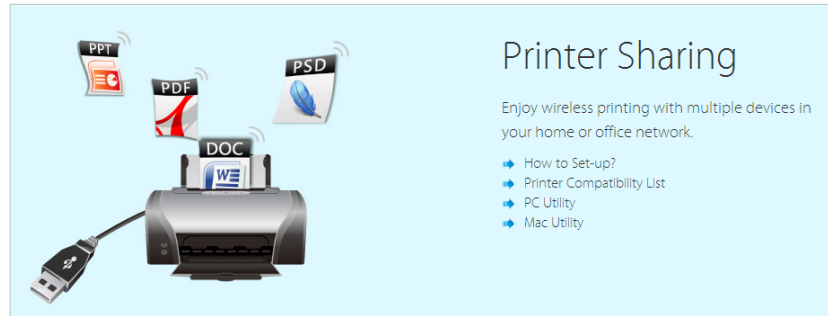 PPT
PDF
PSD
DOC
W
Printer Sharing
Enjoy wireless printing with multiple devices in
your home or office network.
How to Set-up?
Printer Compatibility List
PC Utility
Mac Utility